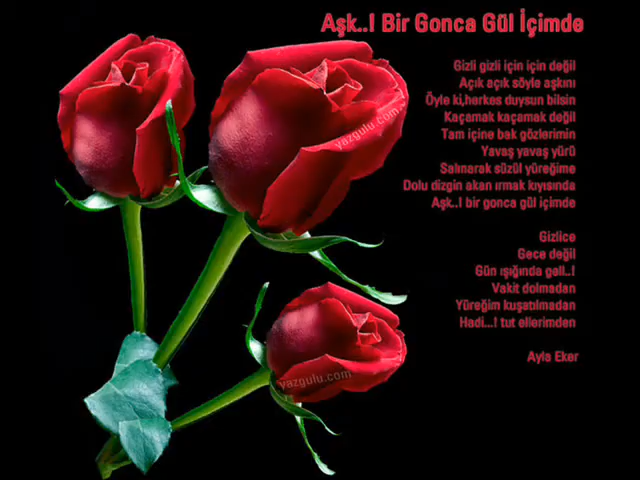 Aşk..! Bir Gonca Gül İçimde
Gizli gizli için için değil
Açık açık söyle aşkını
Öyle ki,herkes duysun bilsin
Kaçamak kaçamak değil
Tam içine bak gözlerimin
Yavaş yavaş yürü
Salınarak süzül yüreğime
Dolu dizgin akan ırmak kıyısında
Aşk..! bir gonca gül içimde
Gizlice
Gece değil
Gün ışığında gell..!
Vakit dolmadan
Yüreğim kuşatılmadan
Hadi...! tut ellerimden
Ayla Eker
yazgulu.com
yazgulu.com